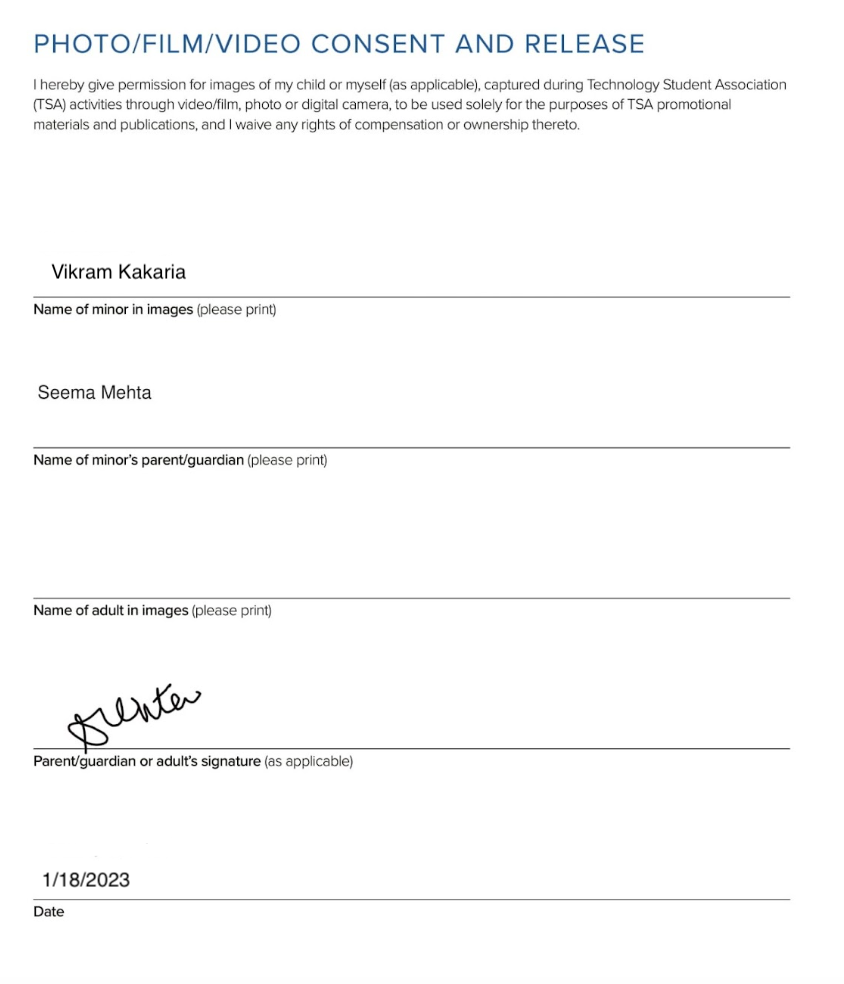 PHOTO/FILM/VIDEO CONSENT AND RELEASE
I hereby give permission for images of my child or myself (as applicable), captured during Technology Student Association
(TSA) activities through video/film, photo or digital camera, to be used solely for the purposes of TSA promotional
materials and publications, and I waive any rights of compensation or ownership thereto.
Vikram Kakaria
Name of minor in images (please print)
Seema Mehta
Name of minor's parent/guardian (please print)
Name of adult in images (please print)
Parent/guardian or adult's signature (as applicable)
1/18/2023
Date